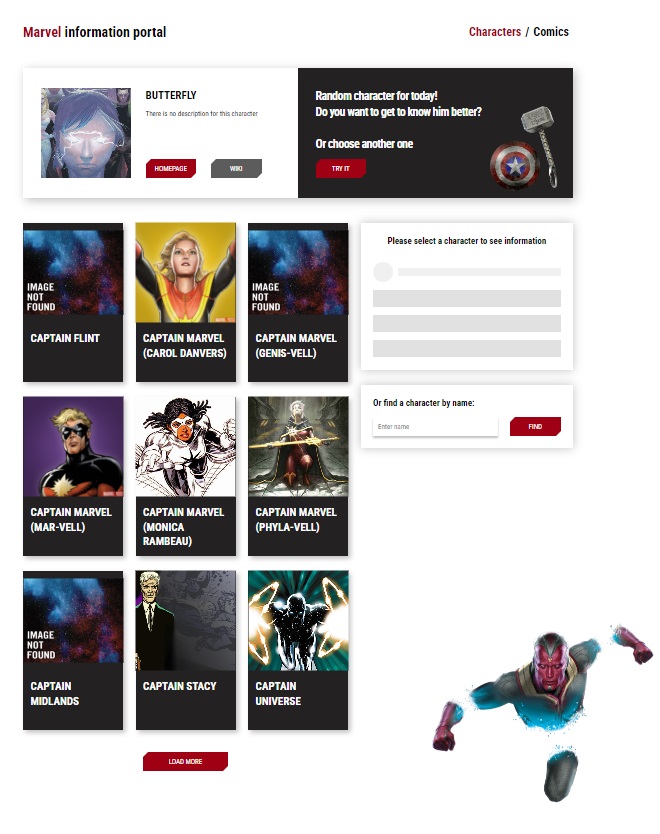 Marvel information portal
Characters / Comics
BUTTERFLY
There is no description for this character
HOMEPAGE
WIKI
Random character for today!
Do you want to get to know him better?
Or choose another one
TRY IT
IMAGE
NOT
FOUND
CAPTAIN FLINT
CAPTAIN MARVEL
(CAROL DANVERS)
IMAGE
NOT
FOUND
CAPTAIN MARVEL
(GENIS-VELL)
Please select a character to see information
Or find a character by name:
Enter name
FIND
CAPTAIN MARVEL
(MAR-VELL)
CAPTAIN MARVEL
(MONICA
RAMBEAU)
CAPTAIN MARVEL
(PHYLA-VELL)
IMAGE
NOT
FOUND
CAPTAIN
MIDLANDS
CAPTAIN STACY
CAPTAIN
UNIVERSE
LOAD MORE